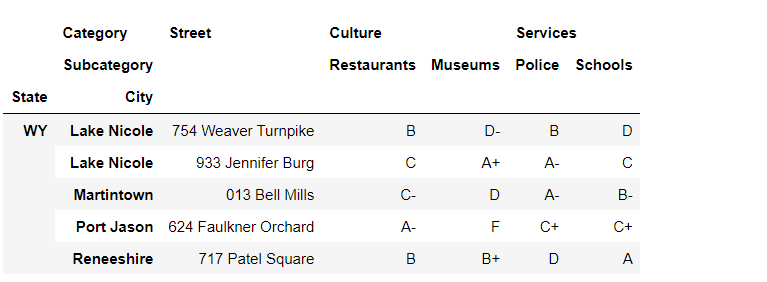 Category Street Culture Services
Subcategory Restaurants Museums Police Schools
State City
WY Lake Nicole 754 Weaver Turnpike B D- B D
Lake Nicole 933 Jennifer Burg C A+ A- C
Martintown 013 Bell Mills C- D A- B-
Port Jason 624 Faulkner Orchard A- F C+ C+
Reneeshire 717 Patel Square B B+ D A